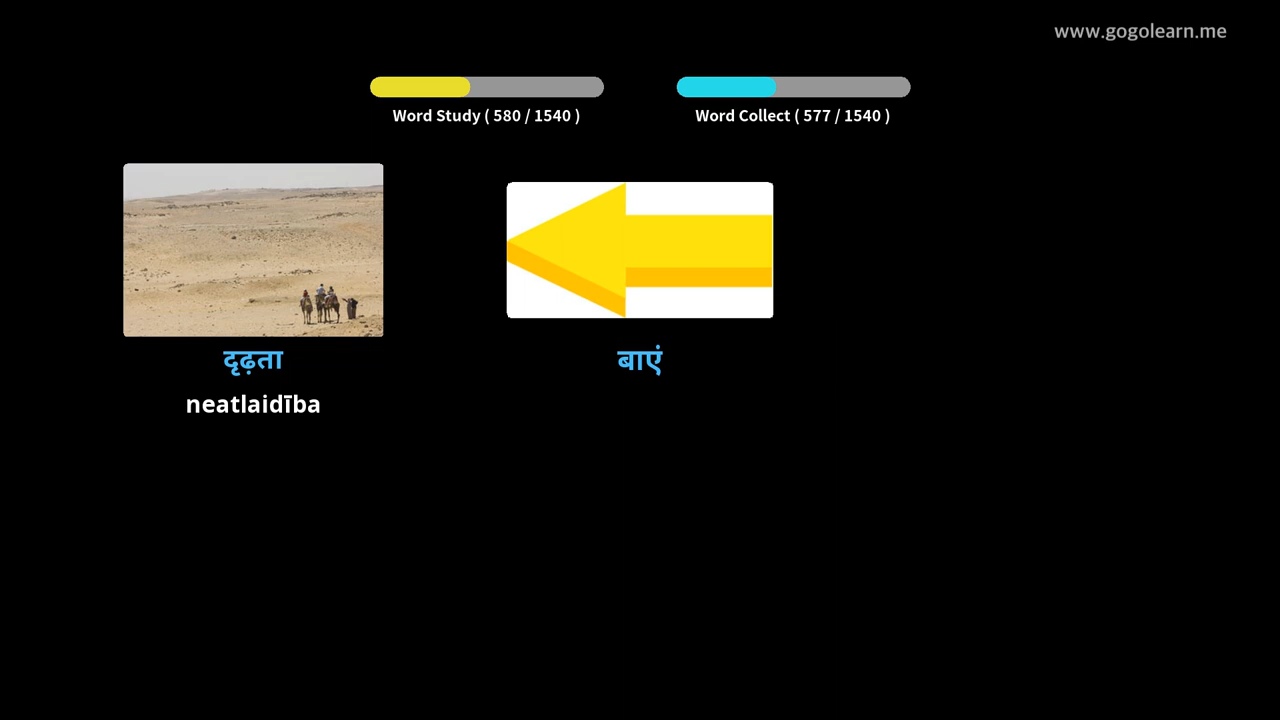 www.gogolearn.me
Word Study ( 580 / 1540 )
Word Collect ( 577 / 1540 )
दृढ़ता
बाएं
neatlaidība